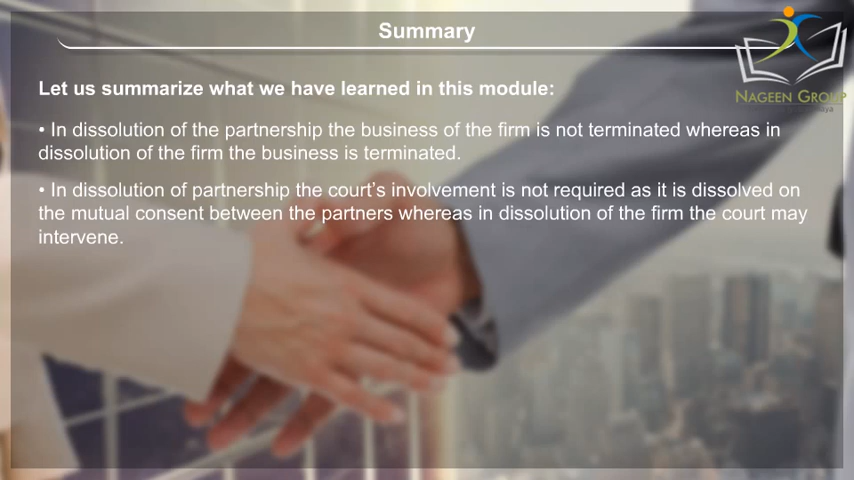 Summary
NAGEEN GROUP
Let us summarize what we have learned in this module:
• In dissolution of the partnership the business of the firm is not terminated whereas in
dissolution of the firm the business is terminated.
• In dissolution of partnership the court’s involvement is not required as it is dissolved on
the mutual consent between the partners whereas in dissolution of the firm the court may
intervene.